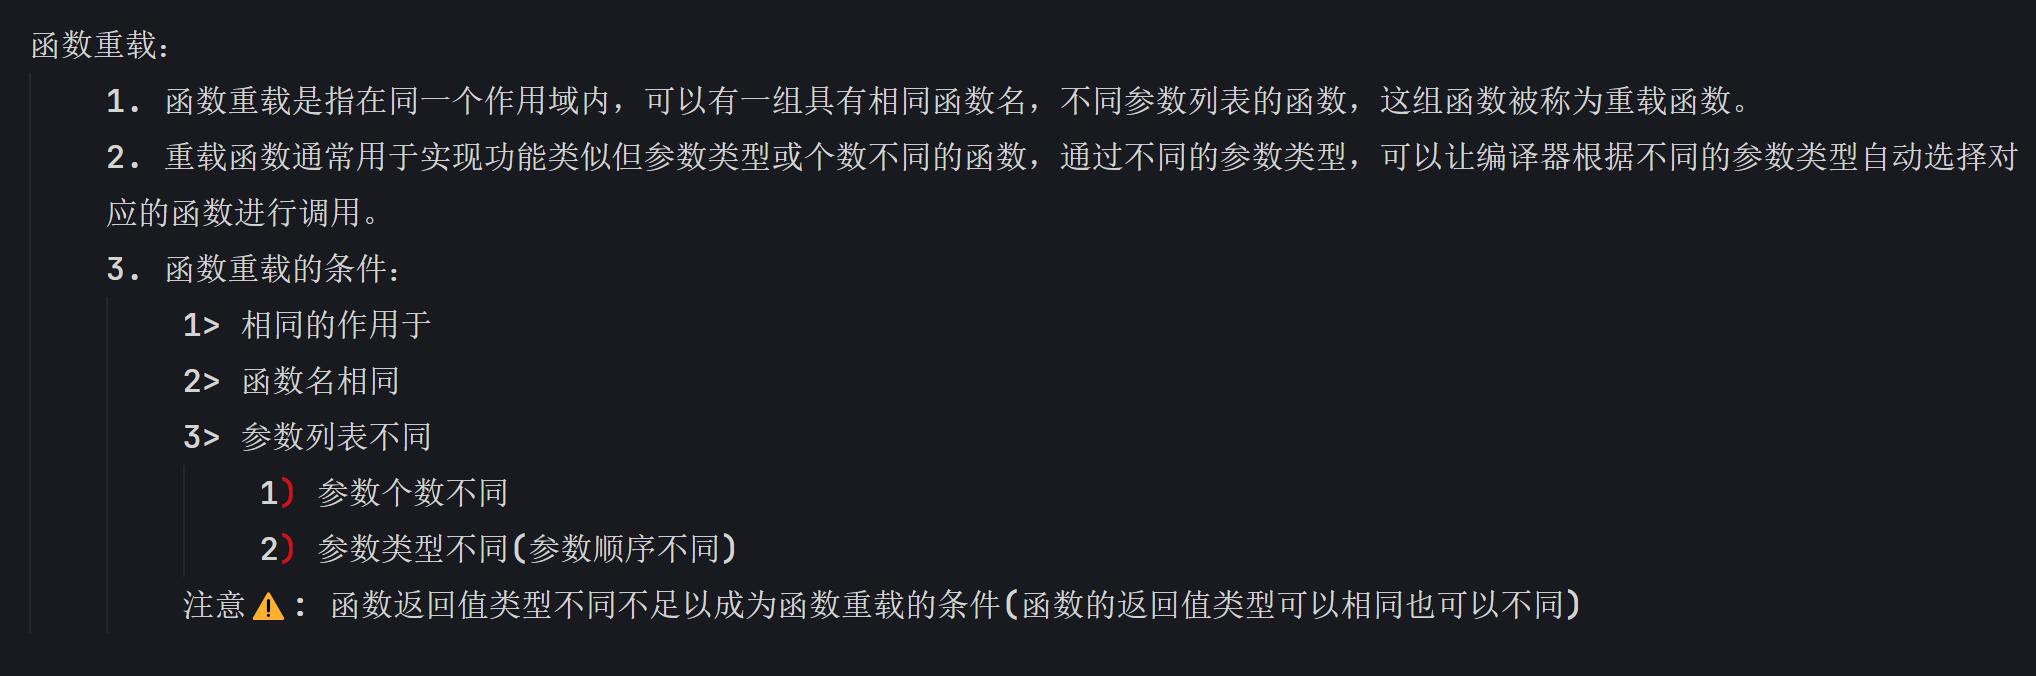 函数重载：
1. 函数重载是指在同一个作用域内，可以有一组具有相同函数名，不同参数列表的函数，这组函数被称为重载函数。
2. 重载函数通常用于实现功能类似但参数类型或个数不同的函数，通过不同的参数类型，可以让编译器根据不同的参数类型自动选择对
应的函数进行调用。
3. 函数重载的条件：
1> 相同的作用于
2> 函数名相同
3> 参数列表不同
1) 参数个数不同
2) 参数类型不同(参数顺序不同)
注意⚠️: 函数返回值类型不同不足以成为函数重载的条件(函数的返回值类型可以相同也可以不同)